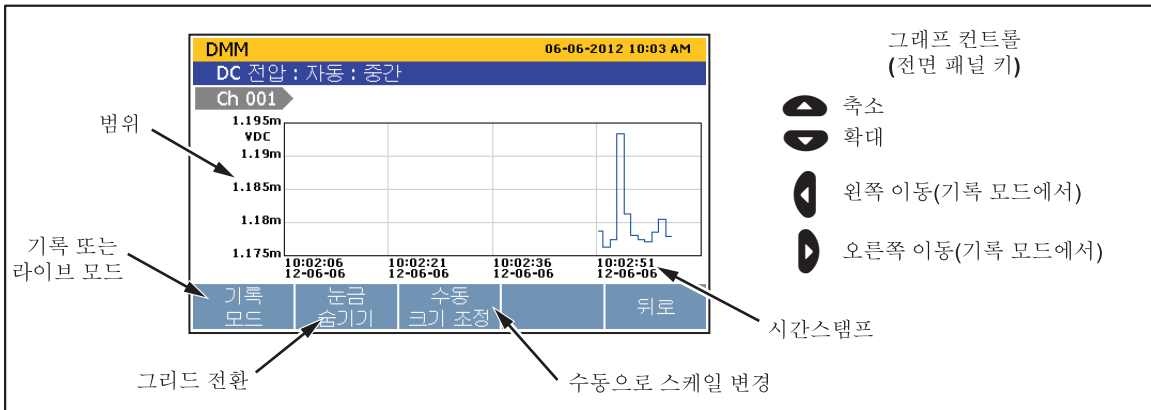 DMM 06-06-2012 10:03 AM
DC 전압 : 자동 : 중간
Ch 001
1.195m
VDC
1.19m
1.185m
1.18m
1.175m
10:02:06 10:02:21 10:02:36 10:02:51
12-06-06 12-06-06 12-06-06 12-06-06
기록 모드
눈금 숨기기
수동 크기 조정
뒤로
범위
기록 또는
라이브 모드
그리드 전환
수동으로 스케일 변경
시간스탬프
그래프 컨트롤
(전면 패널 키)
축소
확대
왼쪽 이동(기록 모드에서)
오른쪽 이동(기록 모드에서)